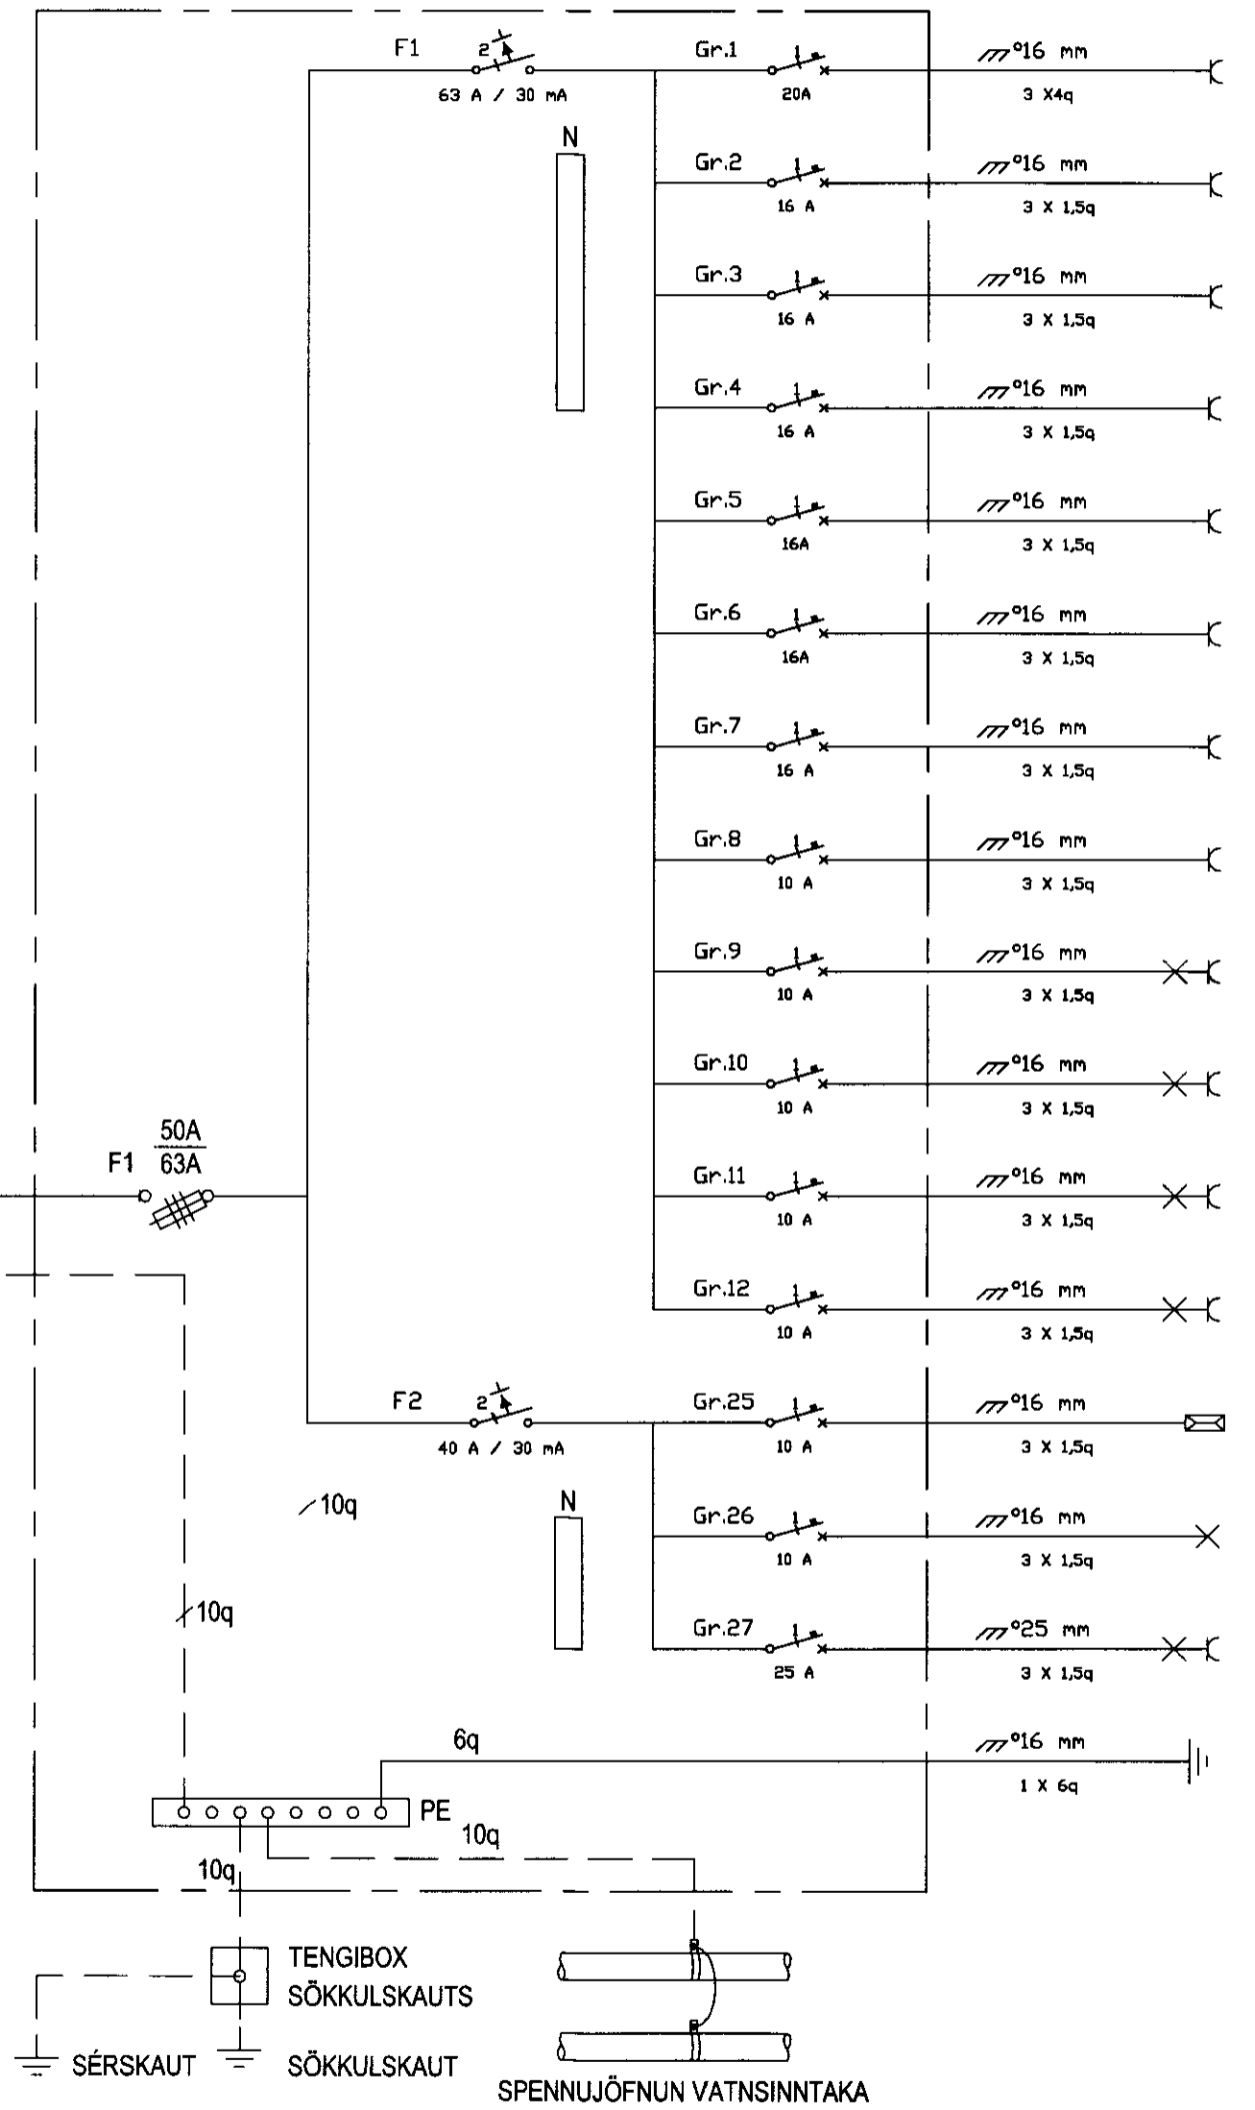 F1
2
63 A / 30 mA
Gr.1
20A
°16 mm
3 X4q
N
Gr.2
16 A
°16 mm
3 X 1,5q
Gr.3
16 A
°16 mm
3 X 1,5q
Gr.4
16 A
°16 mm
3 X 1,5q
Gr.5
16A
°16 mm
3 X 1,5q
Gr.6
16A
°16 mm
3 X 1,5q
Gr.7
16 A
°16 mm
3 X 1,5q
Gr.8
10 A
°16 mm
3 X 1,5q
Gr.9
10 A
°16 mm
3 X 1,5q
Gr.10
10 A
°16 mm
3 X 1,5q
F1
50A
63A
Gr.11
10 A
°16 mm
3 X 1,5q
Gr.12
10 A
°16 mm
3 X 1,5q
F2
2
40 A / 30 mA
Gr.25
10 A
°16 mm
3 X 1,5q
10q
N
Gr.26
10 A
°16 mm
3 X 1,5q
10q
Gr.27
25 A
°25 mm
3 X 1,5q
6q
°16 mm
1 X 6q
PE
10q
10q
TENGIBOX
SÖKKULSKAUTS
SÉRSKAUT
SÖKKULSKAUT
SPENNUJÖFNUN VATNSINNTAKA